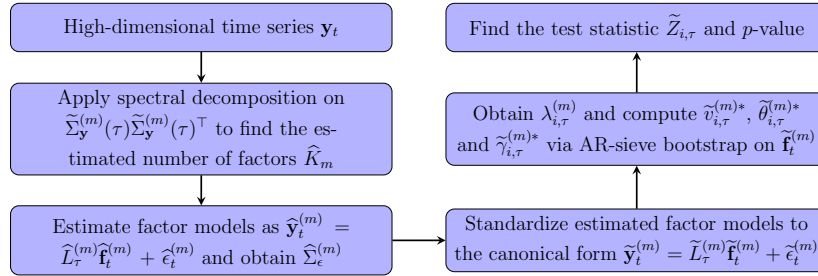 High-dimensional time series 𝐲_t
Apply spectral decomposition on
Σ̃_𝐲^{(m)}(τ)Σ̃_𝐲^{(m)}(τ)^⊤ to find the es-
timated number of factors K̂_m
Estimate factor models as 𝐲̂_t^{(m)} =
L̂_τ^{(m)}𝐟̂_t^{(m)} + ϵ̂_t^{(m)} and obtain Σ̂_ϵ^{(m)}
Standardize estimated factor models to
the canonical form 𝐲̃_t^{(m)} = L̃_τ^{(m)}𝐟̃_t^{(m)} + ϵ̃_t^{(m)}
Obtain λ_{i,τ}^{(m)} and compute ṽ_{i,τ}^{(m)*}, θ̃_{i,τ}^{(m)*}
and γ̃_{i,τ}^{(m)*} via AR-sieve bootstrap on 𝐟̃_t^{(m)}
Find the test statistic Z̃_{i,τ} and p-value